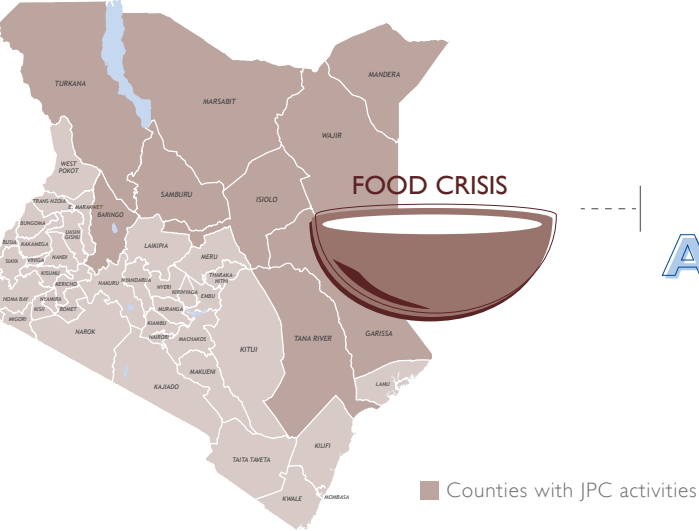 MANDERA
TURKANA
MARSABIT
WAJIR
WEST
POKOT
FOOD CRISIS
SAMBURU
ISIOLO
TRANS-NZOIA
E. MARAKWET
BARINGO
BUNGOMA
UASIN
GISHU
BUSIA
KAKAMEGA
LAIKIPIA
MERU
SIAYA
VIHIGA
NANDI
KISUMU
THARAKA-
NITHI
KERICHO
NAKURU
NYANDARUA
NYERI
KIRINYAGA
EMBU
HOMA BAY
NYAMIRA
KISII
BOMET
MURANGA
MIGORI
KIAMBU
NAROK
NAIROBI
MACHAKOS
TANA RIVER
GARISSA
KITUI
MAKUENI
KAJIADO
LAMU
KILIFI
TAITA TAVETA
KWALE
MOMBASA
A
Counties with JPC activities